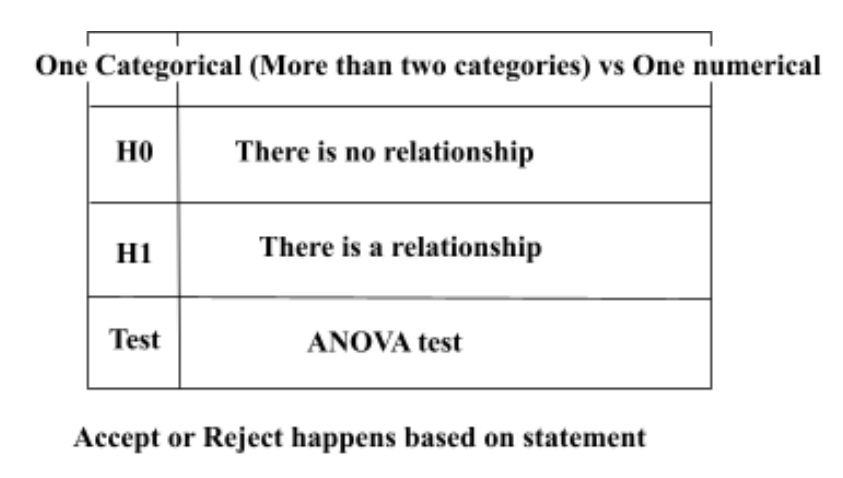 One Categorical (More than two categories) vs One numerical
H0 There is no relationship
H1 There is a relationship
Test ANOVA test
Accept or Reject happens based on statement